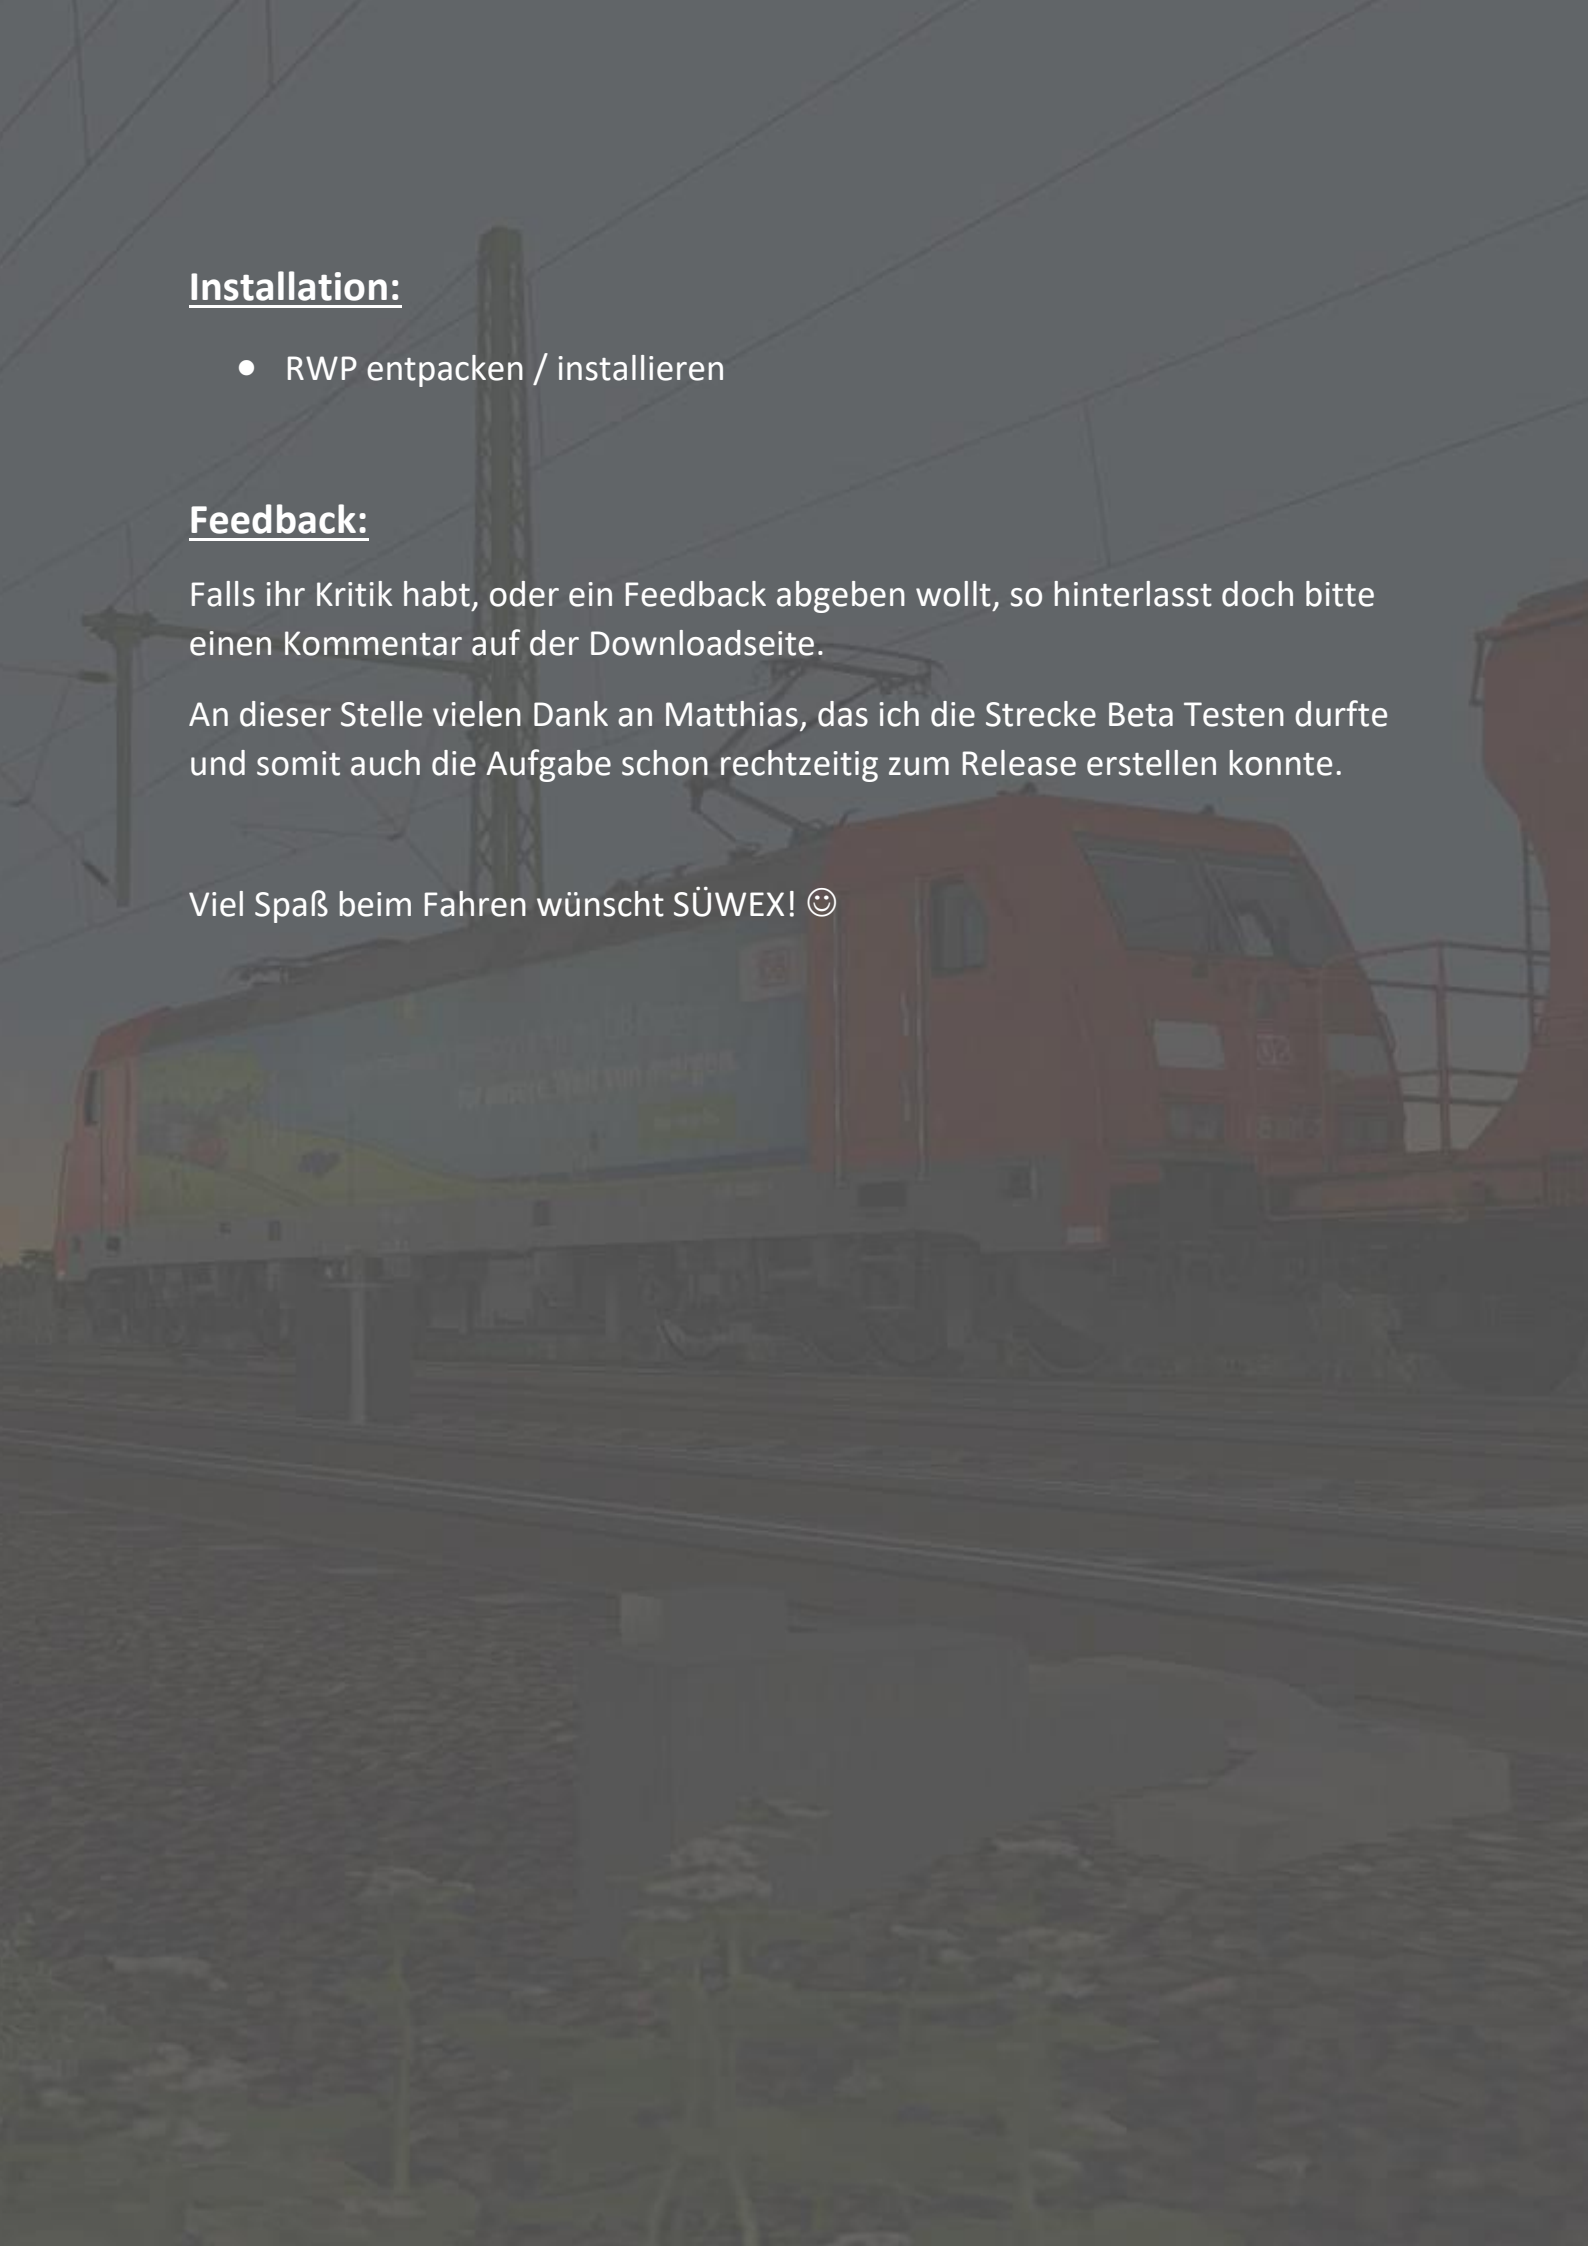 Installation:
● RWP entpacken / installieren
Feedback:
Falls ihr Kritik habt, oder ein Feedback abgeben wollt, so hinterlasst doch bitte
einen Kommentar auf der Downloadseite.
An dieser Stelle vielen Dank an Matthias, das ich die Strecke Beta Testen durfte
und somit auch die Aufgabe schon rechtzeitig zum Release erstellen konnte.
Viel Spaß beim Fahren wünscht SÜWEX! ☺